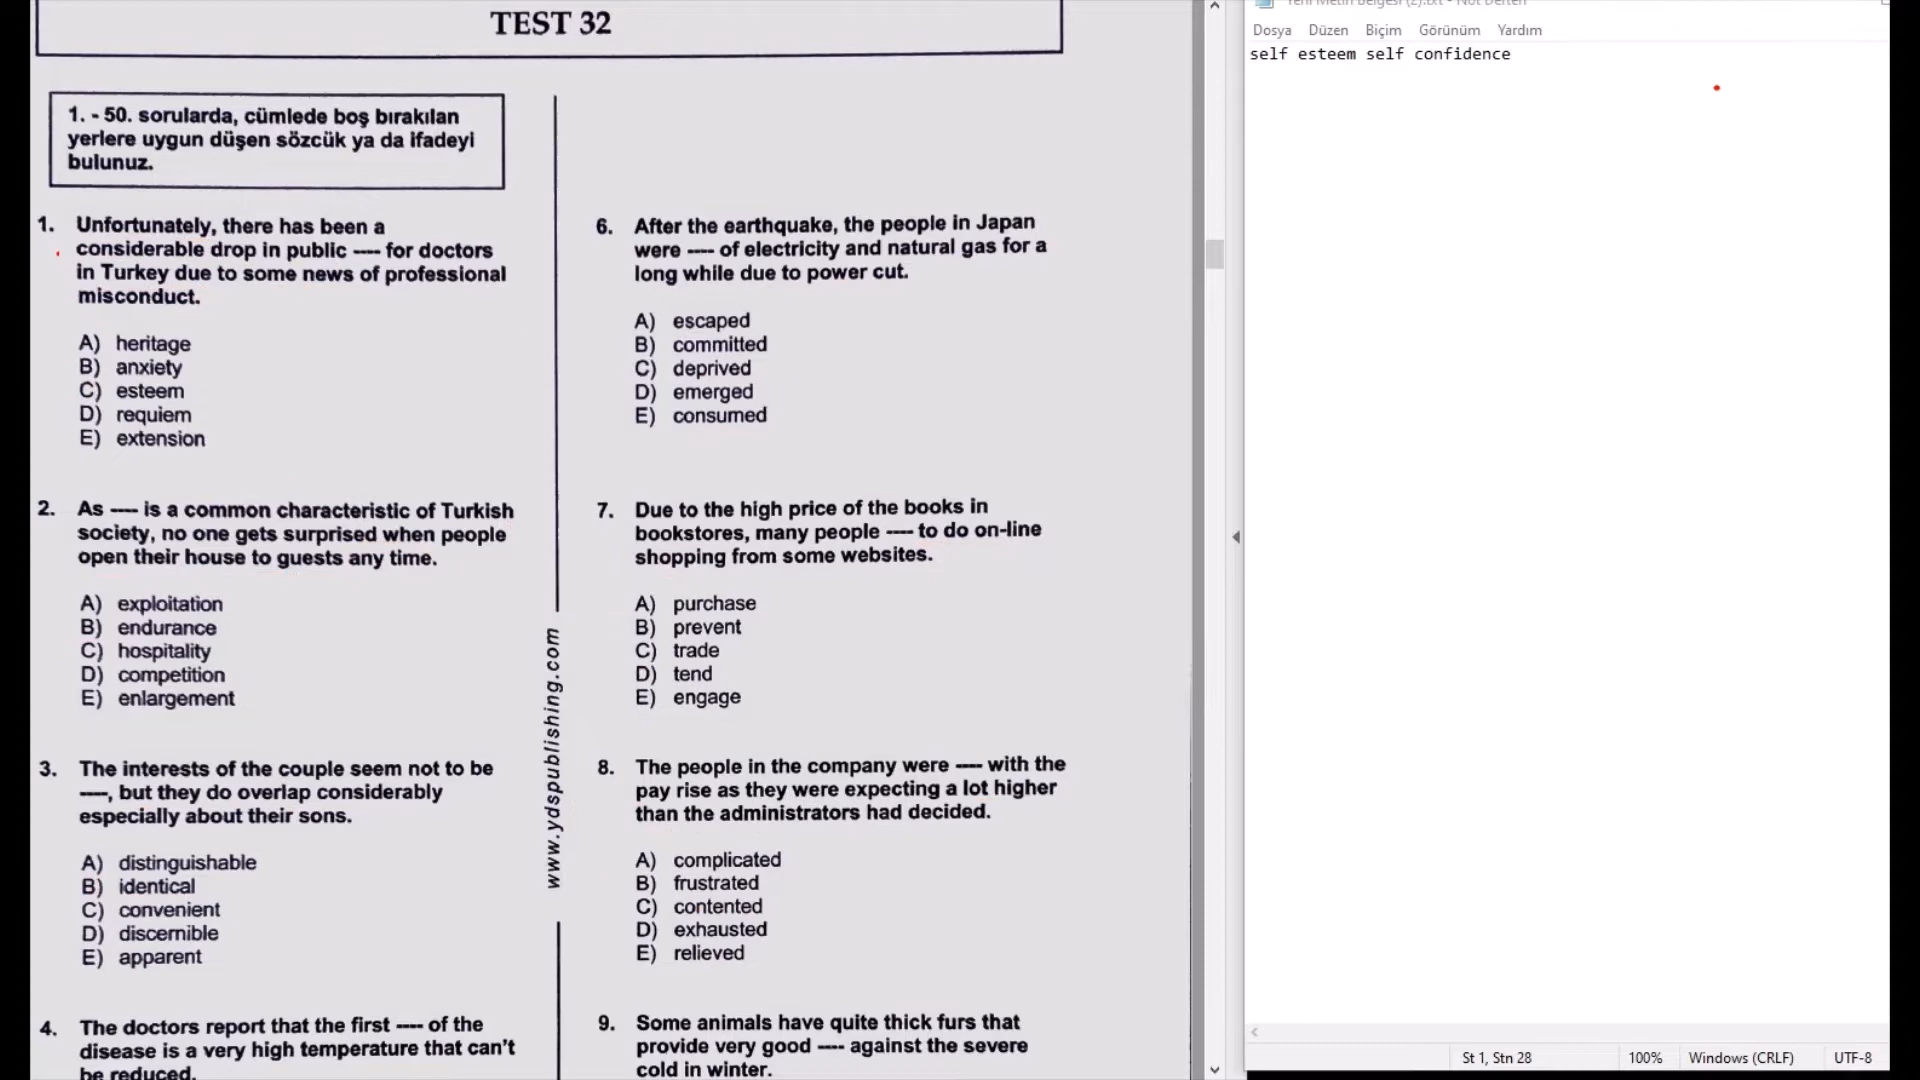 TEST 32
1. - 50. sorularda, cümlede boş bırakılan
yerlere uygun düşen sözcük ya da ifadeyi
bulunuz.
1. Unfortunately, there has been a
considerable drop in public ---- for doctors
in Turkey due to some news of professional
misconduct.
A) heritage
B) anxiety
C) esteem
D) requiem
E) extension
2. As ---- is a common characteristic of Turkish
society, no one gets surprised when people
open their house to guests any time.
A) exploitation
B) endurance
C) hospitality
D) competition
E) enlargement
3. The interests of the couple seem not to be
----, but they do overlap considerably
especially about their sons.
A) distinguishable
B) identical
C) convenient
D) discernible
E) apparent
4. The doctors report that the first ---- of the
disease is a very high temperature that can't
be reduced.
www.ydspublishing.com
6. After the earthquake, the people in Japan
were ---- of electricity and natural gas for a
long while due to power cut.
A) escaped
B) committed
C) deprived
D) emerged
E) consumed
7. Due to the high price of the books in
bookstores, many people ---- to do on-line
shopping from some websites.
A) purchase
B) prevent
C) trade
D) tend
E) engage
8. The people in the company were ---- with the
pay rise as they were expecting a lot higher
than the administrators had decided.
A) complicated
B) frustrated
C) contented
D) exhausted
E) relieved
9. Some animals have quite thick furs that
provide very good ---- against the severe
cold in winter.
Yeni Metin Belgesi (2).txt - Not Defteri
Dosya Düzen Biçim Görünüm Yardım
self esteem self confidence
St 1, Stn 28 100% Windows (CRLF) UTF-8